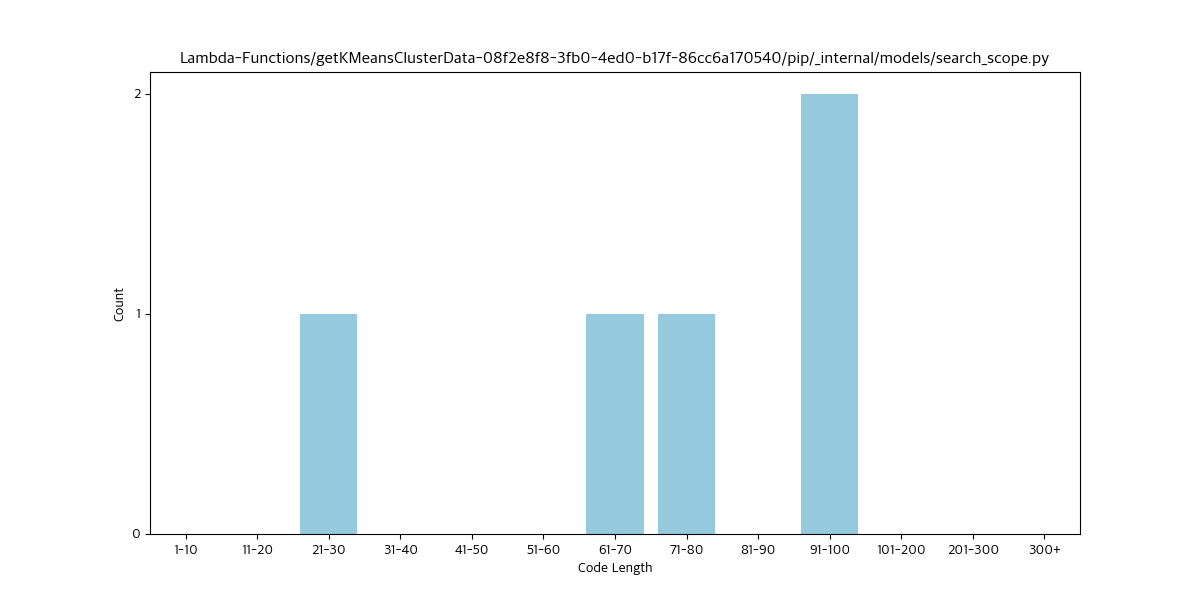 Lambda-Functions/getKMeansClusterData-08f2e8f8-3fb0-4ed0-b17f-86cc6a170540/pip/_internal/models/search_scope.py
2
1
0
Count
1-10 11-20 21-30 31-40 41-50 51-60 61-70 71-80 81-90 91-100 101-200 201-300 300+
Code Length